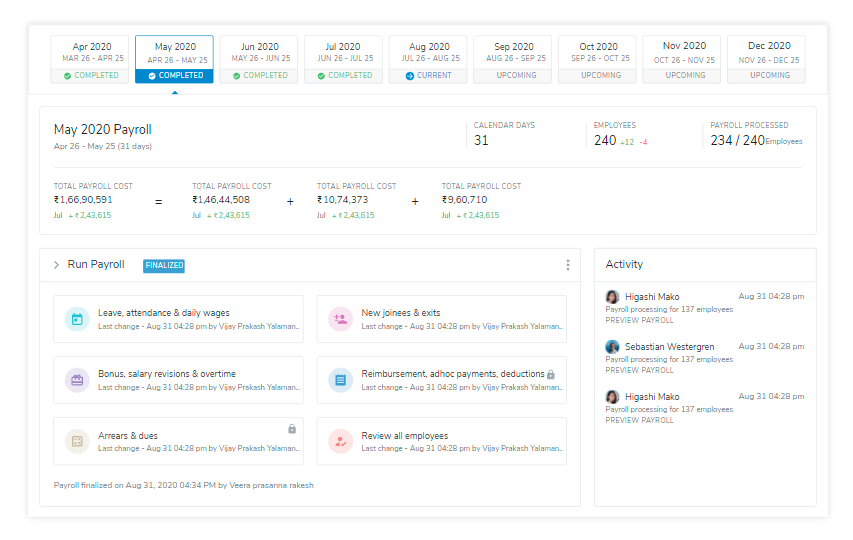 Apr 2020
MAR 26 - APR 25
COMPLETED
May 2020
APR 26 - MAY 25
COMPLETED
Jun 2020
MAY 26 - JUN 25
COMPLETED
Jul 2020
JUN 26 - JUL 25
COMPLETED
Aug 2020
JUL 26 - AUG 25
CURRENT
Sep 2020
AUG 26 - SEP 25
UPCOMING
Oct 2020
SEP 26 - OCT 25
UPCOMING
Nov 2020
OCT 26 - NOV 25
UPCOMING
Dec 2020
NOV 26 - DEC 25
UPCOMING
May 2020 Payroll
Apr 26 - May 25 (31 days)
CALENDAR DAYS
31
EMPLOYEES
240 +12 -4
PAYROLL PROCESSED
234 / 240 Employees
TOTAL PAYROLL COST
₹1,66,90,591
Jul + ₹ 2,43,615
=
TOTAL PAYROLL COST
₹1,46,44,508
Jul + ₹ 2,43,615
+
TOTAL PAYROLL COST
₹10,74,373
Jul + ₹ 2,43,615
+
TOTAL PAYROLL COST
₹9,60,710
Jul + ₹ 2,43,615
Run Payroll FINALIZED
Leave, attendance & daily wages
Last change - Aug 31 04:28 pm by Vijay Prakash Yalaman..
New joinees & exits
Last change - Aug 31 04:28 pm by Vijay Prakash Yalaman..
Bonus, salary revisions & overtime
Last change - Aug 31 04:28 pm by Vijay Prakash Yalaman..
Reimbursement, adhoc payments, deductions
Last change - Aug 31 04:28 pm by Vijay Prakash Yalaman..
Arrears & dues
Last change - Aug 31 04:28 pm by Vijay Prakash Yalaman..
Review all employees
Last change - Aug 31 04:28 pm by Vijay Prakash Yalaman..
Payroll finalized on Aug 31, 2020 04:34 PM by Veera prasanna rakesh
Activity
Higashi Mako Aug 31 04:28 pm
Payroll processing for 137 employees
PREVIEW PAYROLL
Sebastian Westergren Aug 31 04:28 pm
Payroll processing for 137 employees
PREVIEW PAYROLL
Higashi Mako Aug 31 04:28 pm
Payroll processing for 137 employees
PREVIEW PAYROLL